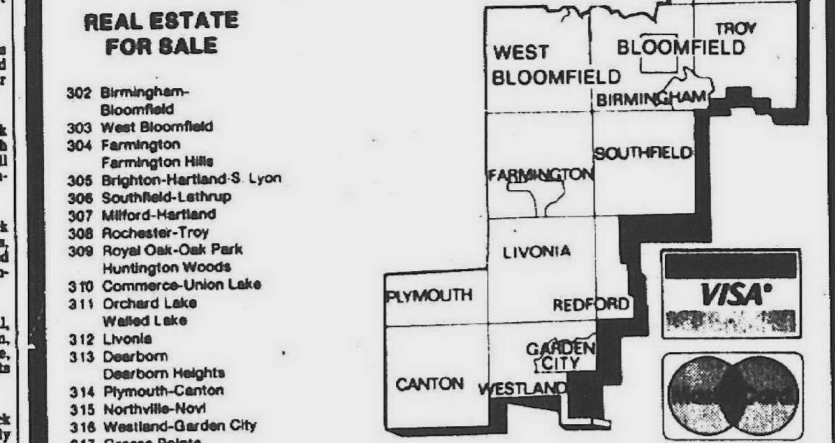 REAL ESTATE
FOR SALE
302 Birmingham-
Bloomfield
303 West Bloomfield
304 Farmington
Farmington Hills
305 Brighton-Hartland-S. Lyon
306 Southfield-Lathrup
307 Milford-Hartland
308 Rochester-Troy
309 Royal Oak-Oak Park
Huntington Woods
310 Commerce-Union Lake
311 Orchard Lake
Walled Lake
312 Livonia
313 Dearborn
Dearborn Heights
314 Plymouth-Canton
315 Northville-Novi
316 Westland-Garden City
317 Grosse Pointe
WEST
BLOOMFIELD
BLOOMFIELD
TROY
BIRMINGHAM
FARMINGTON
SOUTHFIELD
LIVONIA
PLYMOUTH
REDFORD
GARDEN
CITY
CANTON
WESTLAND
VISA®